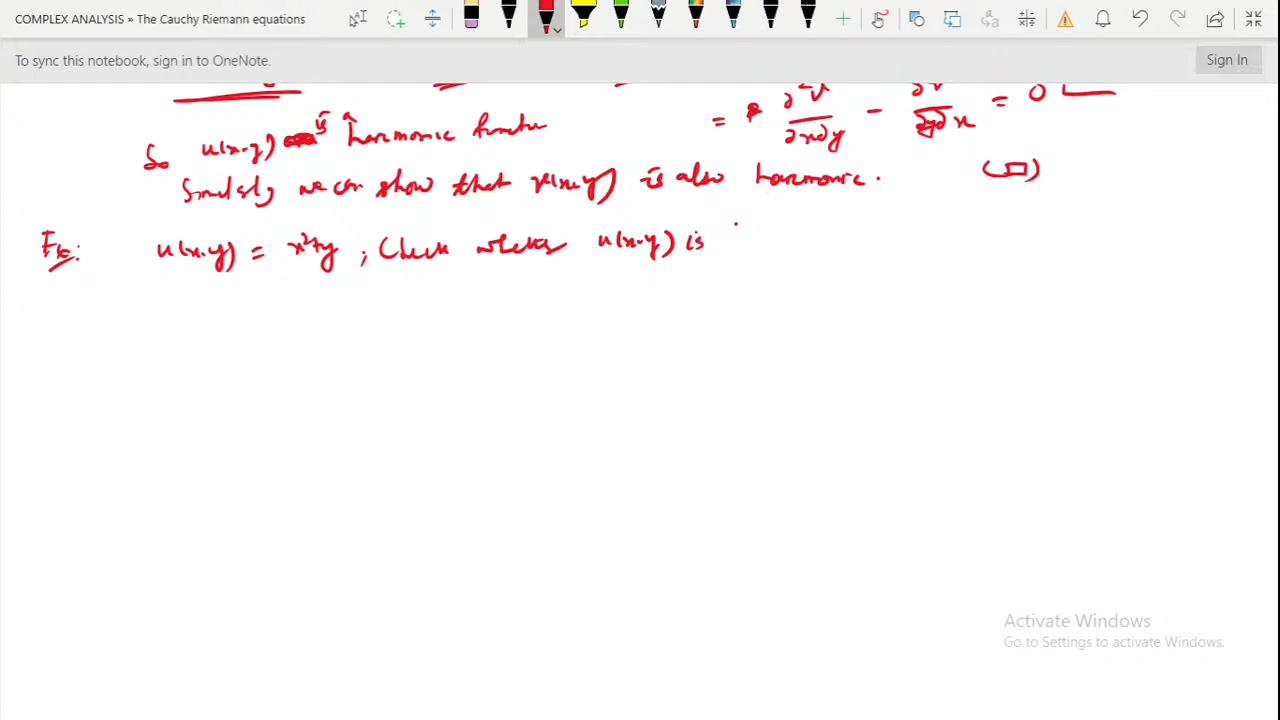 COMPLEX ANALYSIS » The Cauchy Riemann equations
To sync this notebook, sign in to OneNote.
Sign In
= ∂²v/∂x∂y - ∂²v/∂y∂x = 0
So u(x,y) is a harmonic function
Similarly we can show that v(x,y) is also harmonic.
Ex: u(x,y) = x²+y ; Check whether u(x,y) is
Activate Windows
Go to Settings to activate Windows.